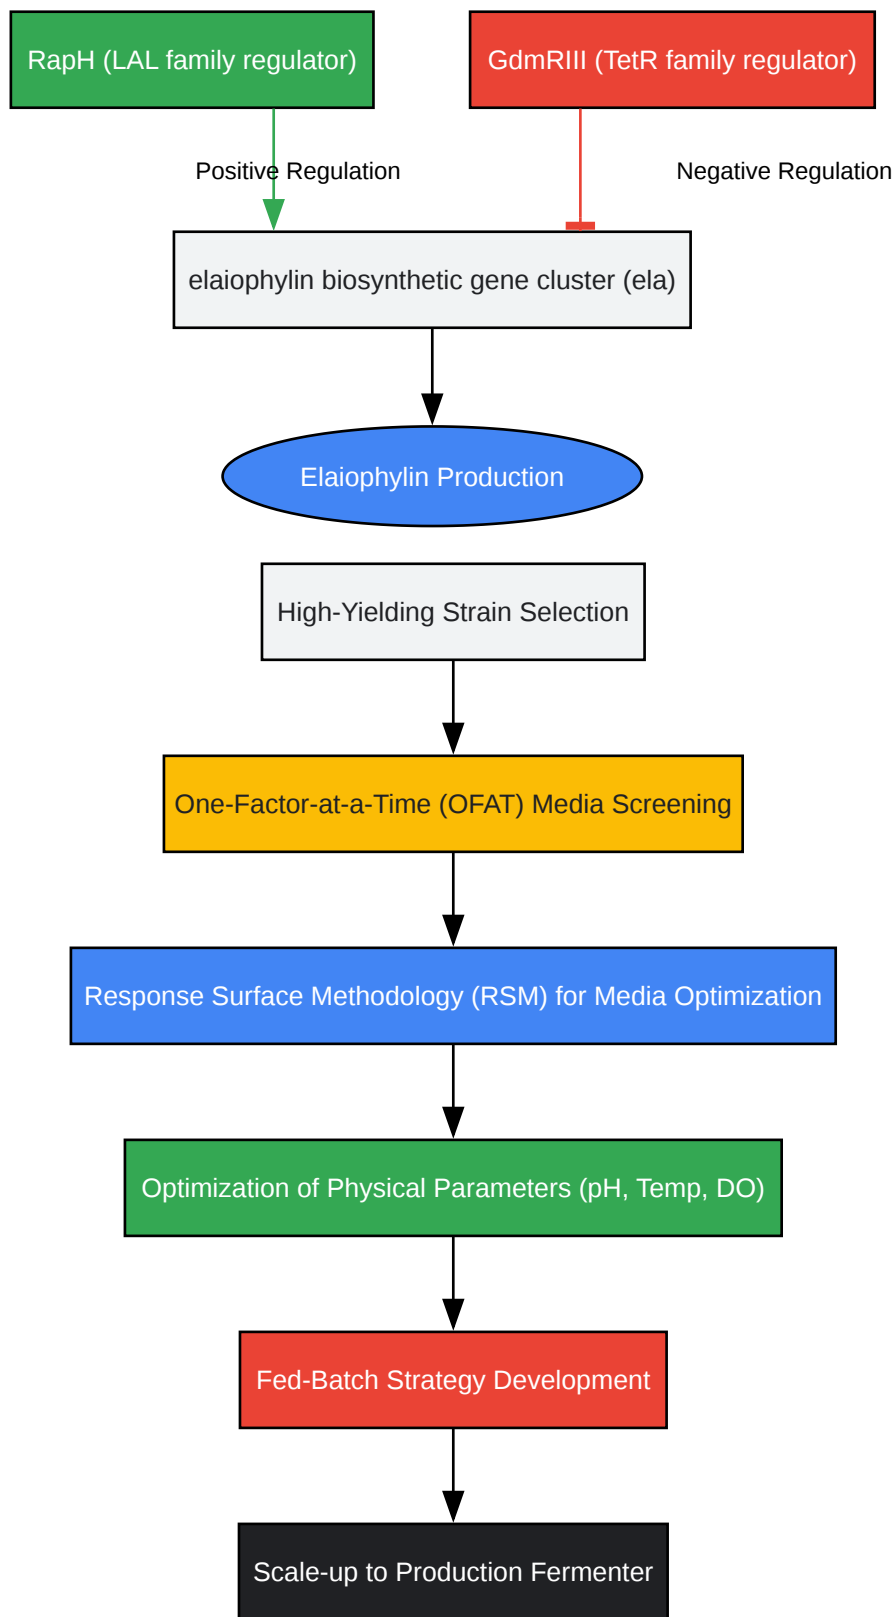 RapH (LAL family regulator)
GdmRIII (TetR family regulator)
Positive Regulation
Negative Regulation
elaiophylin biosynthetic gene cluster (ela)
Elaiophylin Production
High-Yielding Strain Selection
One-Factor-at-a-Time (OFAT) Media Screening
Response Surface Methodology (RSM) for Media Optimization
Optimization of Physical Parameters (pH, Temp, DO)
Fed-Batch Strategy Development
Scale-up to Production Fermenter